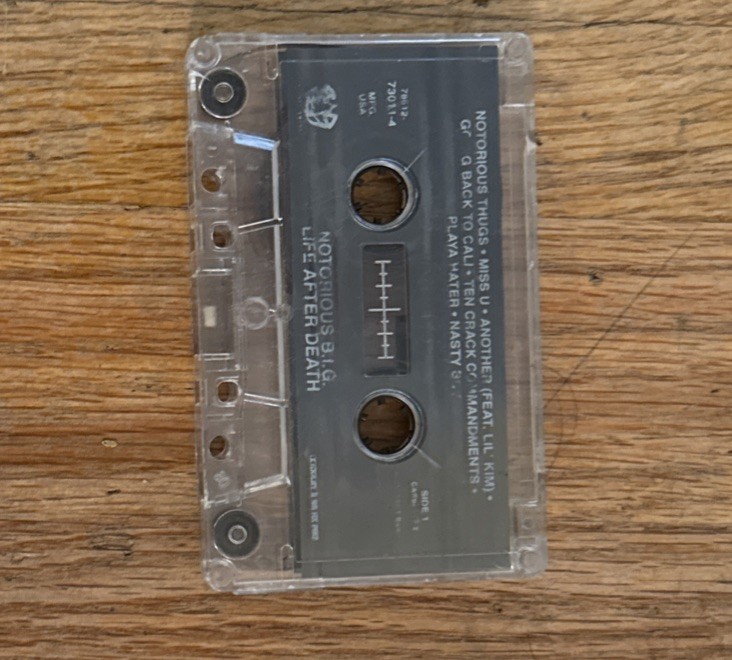 NOTORIOUS THUGS • MISS U • ANOTHER (FEAT. LIL' KIM) •
G BACK TO CALI • TEN CRACK COMMANDMENTS •
PLAYA HATER • NASTY
78612-
73011-4
MFG.
USA
SIDE 1
NOTORIOUS B.I.G.
LIFE AFTER DEATH